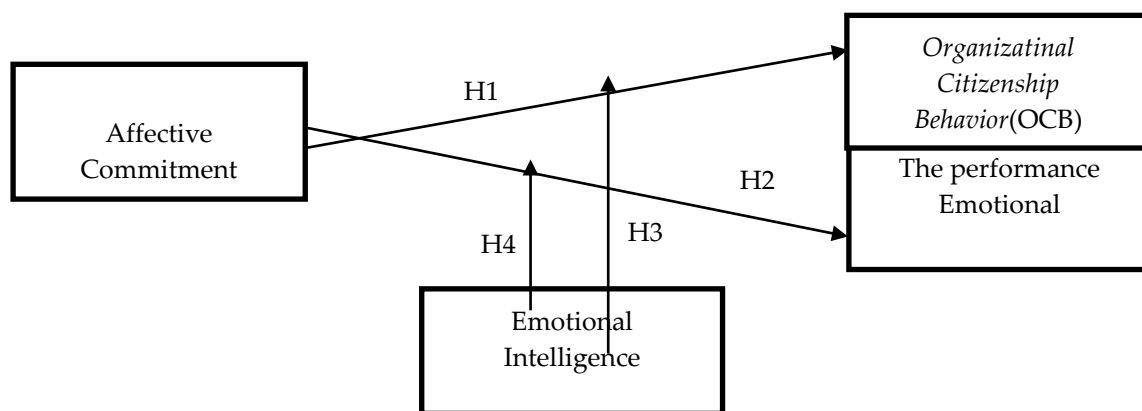 Affective
Commitment
H1
H2
H3
H4
Organizatinal
Citizenship
Behavior(OCB)
The performance
Emotional
Emotional
Intelligence